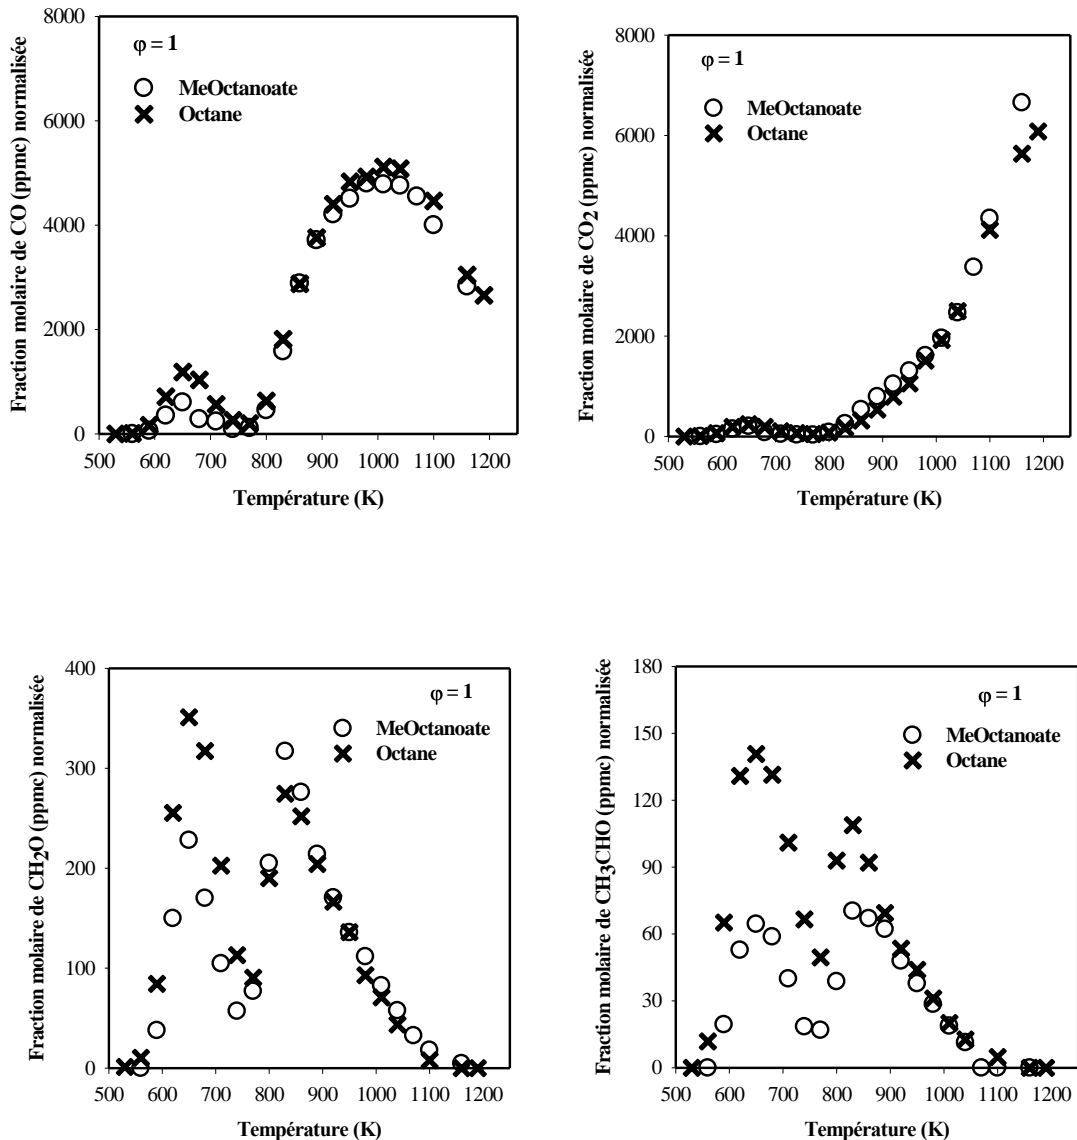 Fraction molaire de CO (ppmc) normalisée
8000
6000
4000
2000
0
φ = 1
MeOctanoate
Octane
500 600 700 800 900 1000 1100 1200
Température (K)
Fraction molaire de CO2 (ppmc) normalisée
8000
6000
4000
2000
0
φ = 1
MeOctanoate
Octane
500 600 700 800 900 1000 1100 1200
Température (K)
Fraction molaire de CH2O (ppmc) normalisée
400
300
200
100
0
φ = 1
MeOctanoate
Octane
500 600 700 800 900 1000 1100 1200
Température (K)
Fraction molaire de CH3CHO (ppmc) normalisée
180
150
120
90
60
30
0
φ = 1
MeOctanoate
Octane
500 600 700 800 900 1000 1100 1200
Température (K)